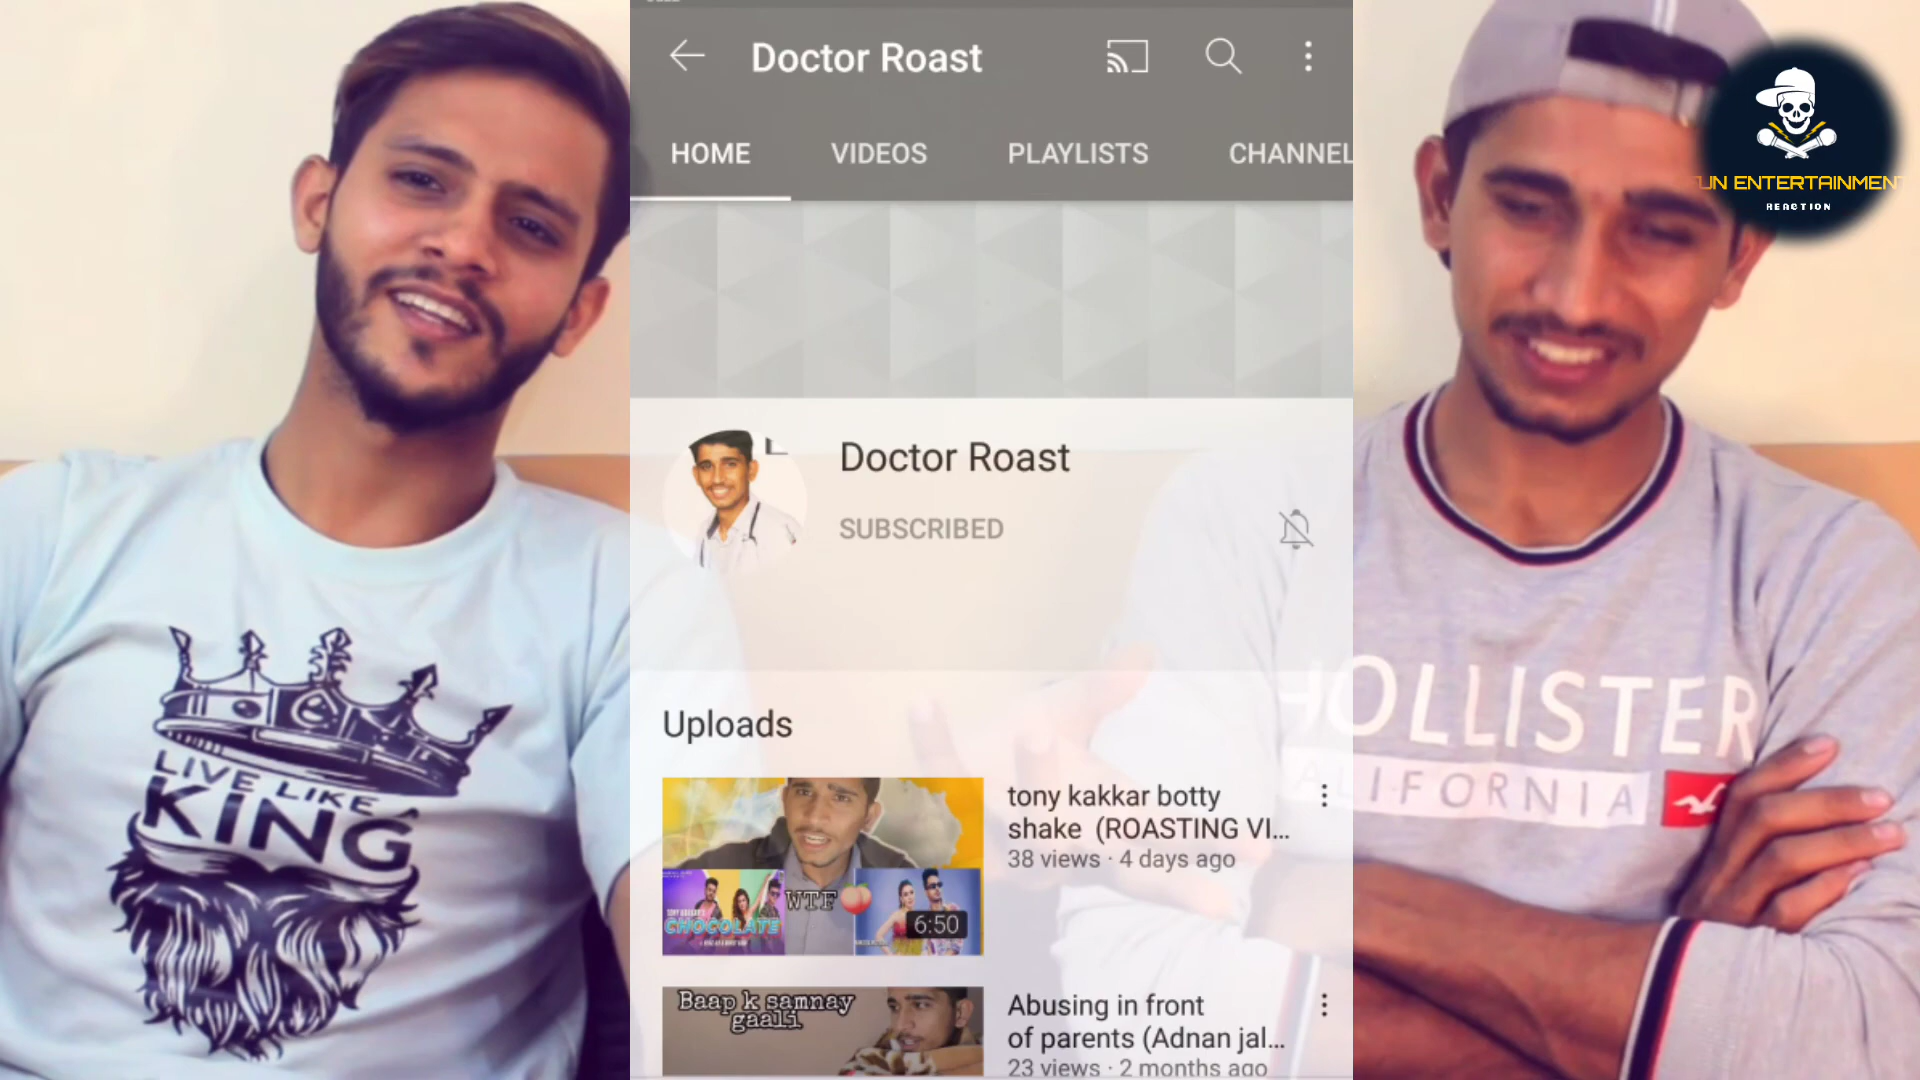 Doctor Roast
HOME VIDEOS PLAYLISTS CHANNEL
UN ENTERTAINMENT
REACTION
Doctor Roast
SUBSCRIBED
Uploads
tony kakkar botty
shake (ROASTING VI...
38 views · 4 days ago
WTF
CHOCOLATE
6:50
Baap k samnay
gaali
Abusing in front
of parents (Adnan jal...
23 views · 2 months ago
LIVE LIKE A
KING
HOLLISTER
CALIFORNIA